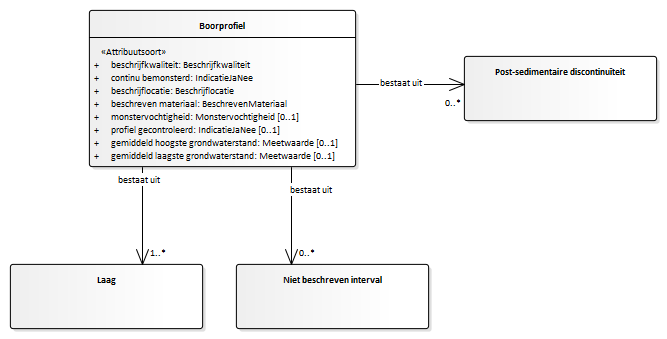 Boorprofiel
«Attribuutsoort»
+ beschrijfkwaliteit: Beschrijfkwaliteit
+ continu bemonsterd: IndicatieJaNee
+ beschrijflocatie: Beschrijflocatie
+ beschreven materiaal: BeschrevenMateriaal
+ monstervochtigheid: Monstervochtigheid [0..1]
+ profiel gecontroleerd: IndicatieJaNee [0..1]
+ gemiddeld hoogste grondwaterstand: Meetwaarde [0..1]
+ gemiddeld laagste grondwaterstand: Meetwaarde [0..1]
bestaat uit
0..*
Post-sedimentaire discontinuïteit
bestaat uit
1..*
bestaat uit
0..*
Laag
Niet beschreven interval